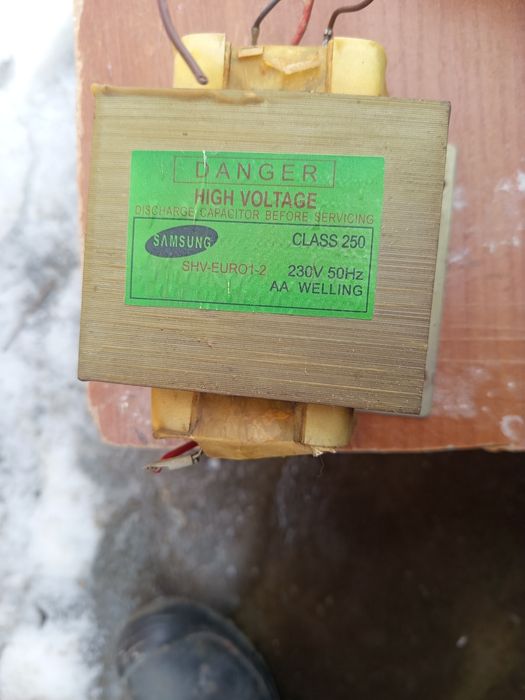 DANGER
HIGH VOLTAGE
DISCHARGE CAPACITOR BEFORE SERVICING
SAMSUNG CLASS 250
SHV-EURO1-2 230V 50Hz
AA WELLING